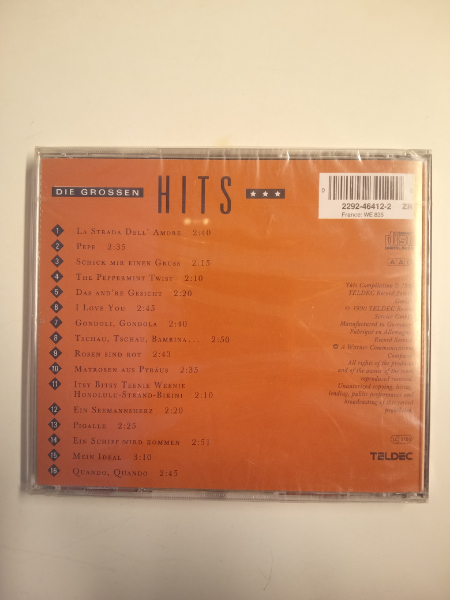 DIE GROSSEN HITS ★★★
2292-46412-2
France: WE 835
1 La Strada Dell' Amore 2:40
2 Pepe 2:35
3 Schick mir einen Gruss 2:15
4 The Peppermint Twist 2:10
5 Das and're Gesicht 2:20
6 I Love You 2:45
7 Gondoli, Gondola 2:40
8 Tschau, Tschau, Bambina... 2:50
9 Rosen sind rot 2:43
10 Matrosen aus Pyräus 2:35
11 Itsy Bitsy Teenie Weenie
Honolulu-Strand-Bikini 2:10
12 Ein Seemannsherz 2:20
13 Pigalle 2:25
14 Ein Schiff wird kommen 2:51
15 Mein Ideal 3:10
16 Quando, Quando 2:45
This Compilation
TELDEC Record
Manufactured in Germany
Fabriqué en Allemagne
A Warner Communications
Company
All rights of the producer
and of the owner of the work
reproduced reserved.
Unauthorized copying, hiring,
lending, public performance and
broadcasting of this record
prohibited.
TELDEC